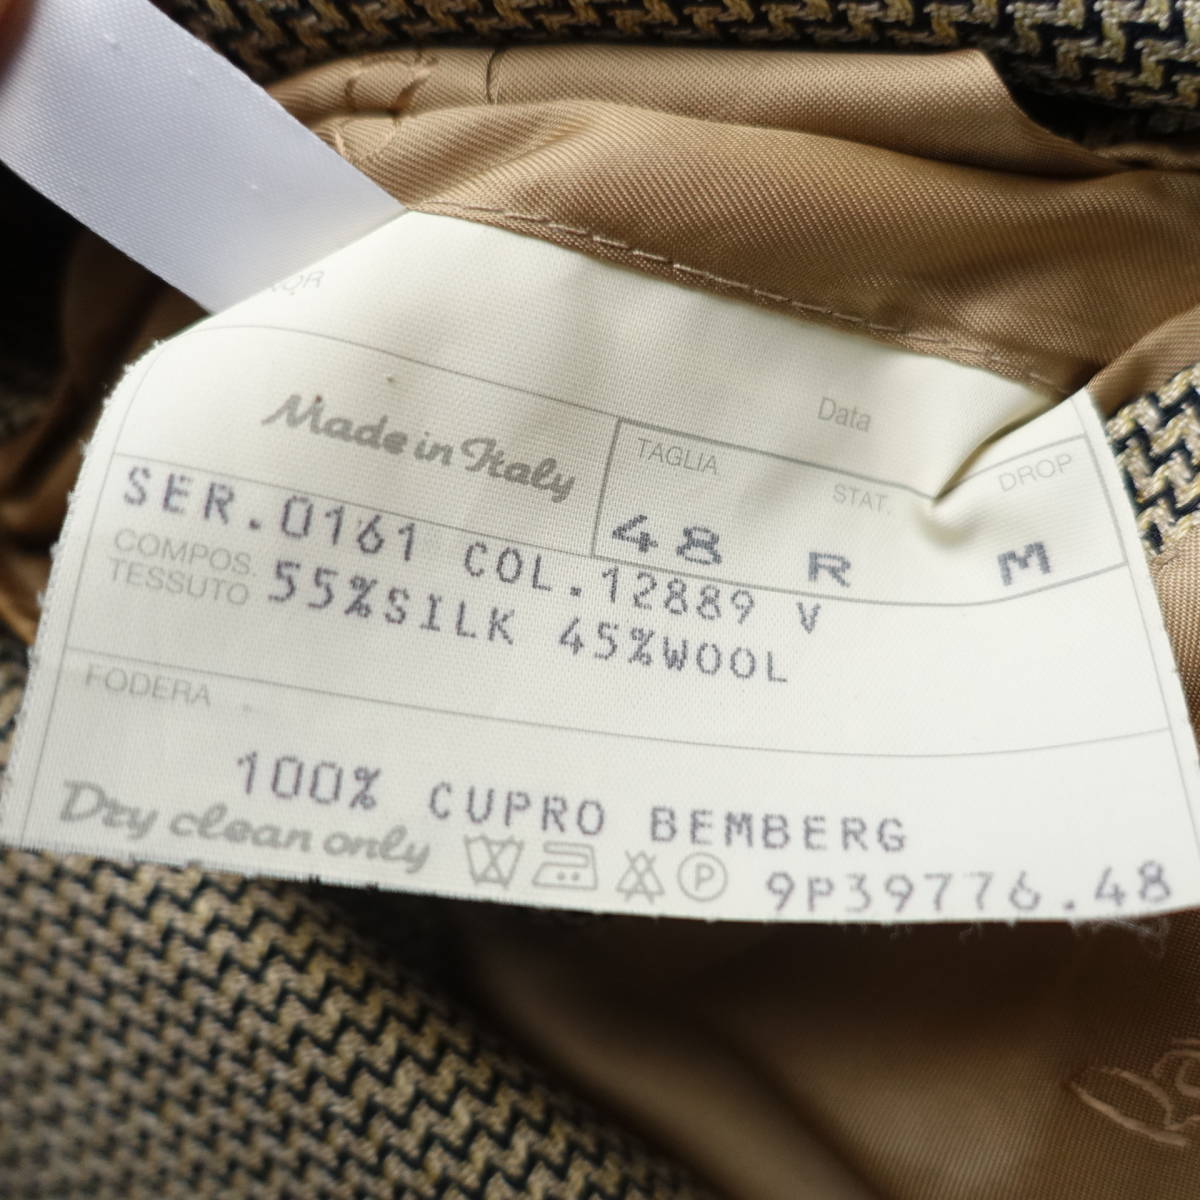 Data
Made in Italy
TAGLIA STAT. DROP
48 R M
SER.0161 COL.12889 V
COMPOS. TESSUTO 55%SILK 45%WOOL
FODERA
100% CUPRO BEMBERG
Dry clean only P 9P39776.48